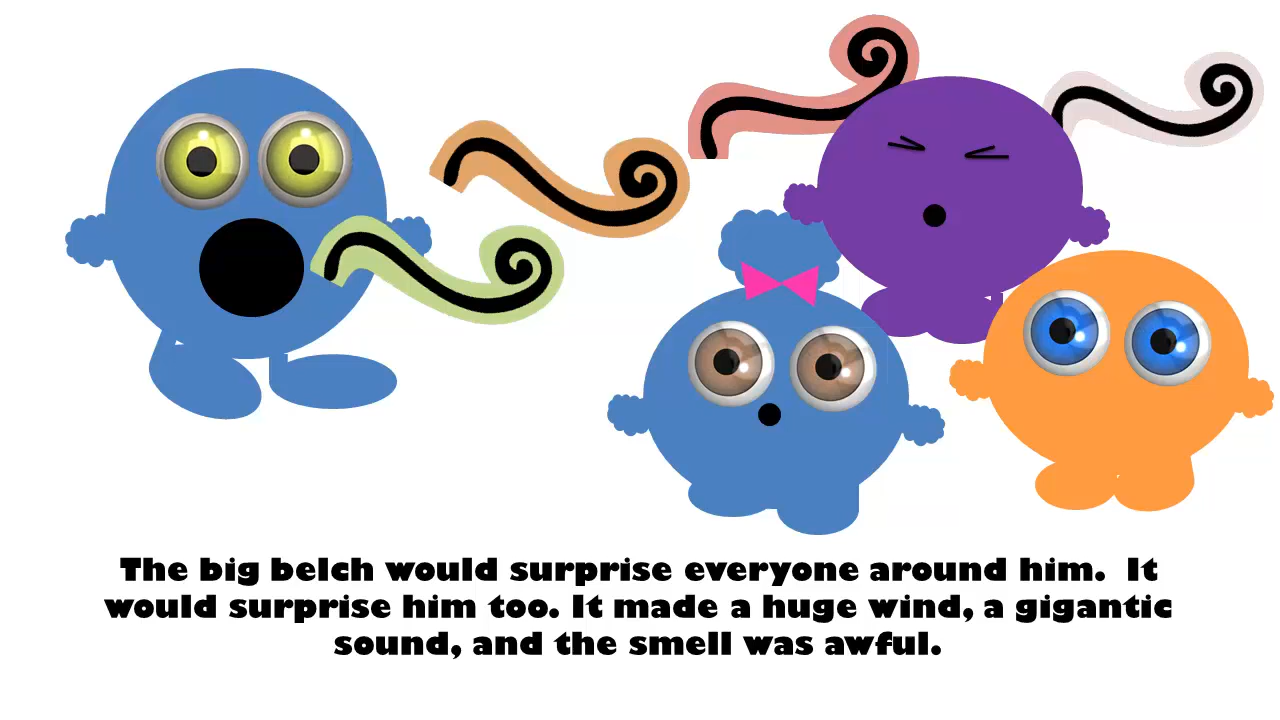 The big belch would surprise everyone around him.  It
would surprise him too. It made a huge wind, a gigantic
sound, and the smell was awful.